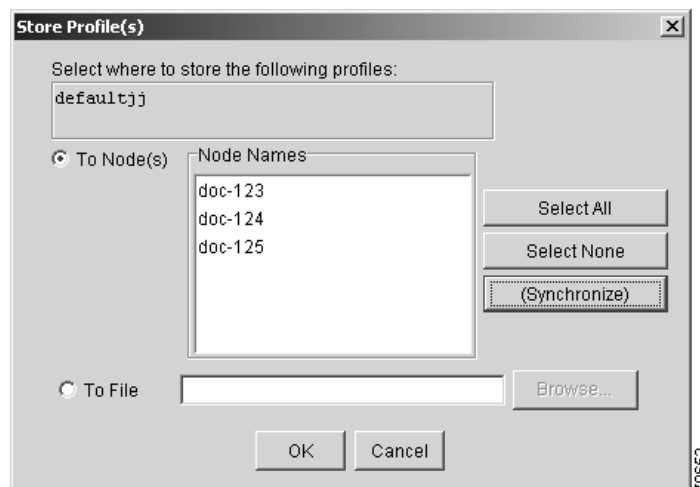 Store Profile(s)
Select where to store the following profiles:
defaultjj
To Node(s)
Node Names
doc-123
doc-124
doc-125
Select All
Select None
(Synchronize)
To File
Browse...
OK
Cancel